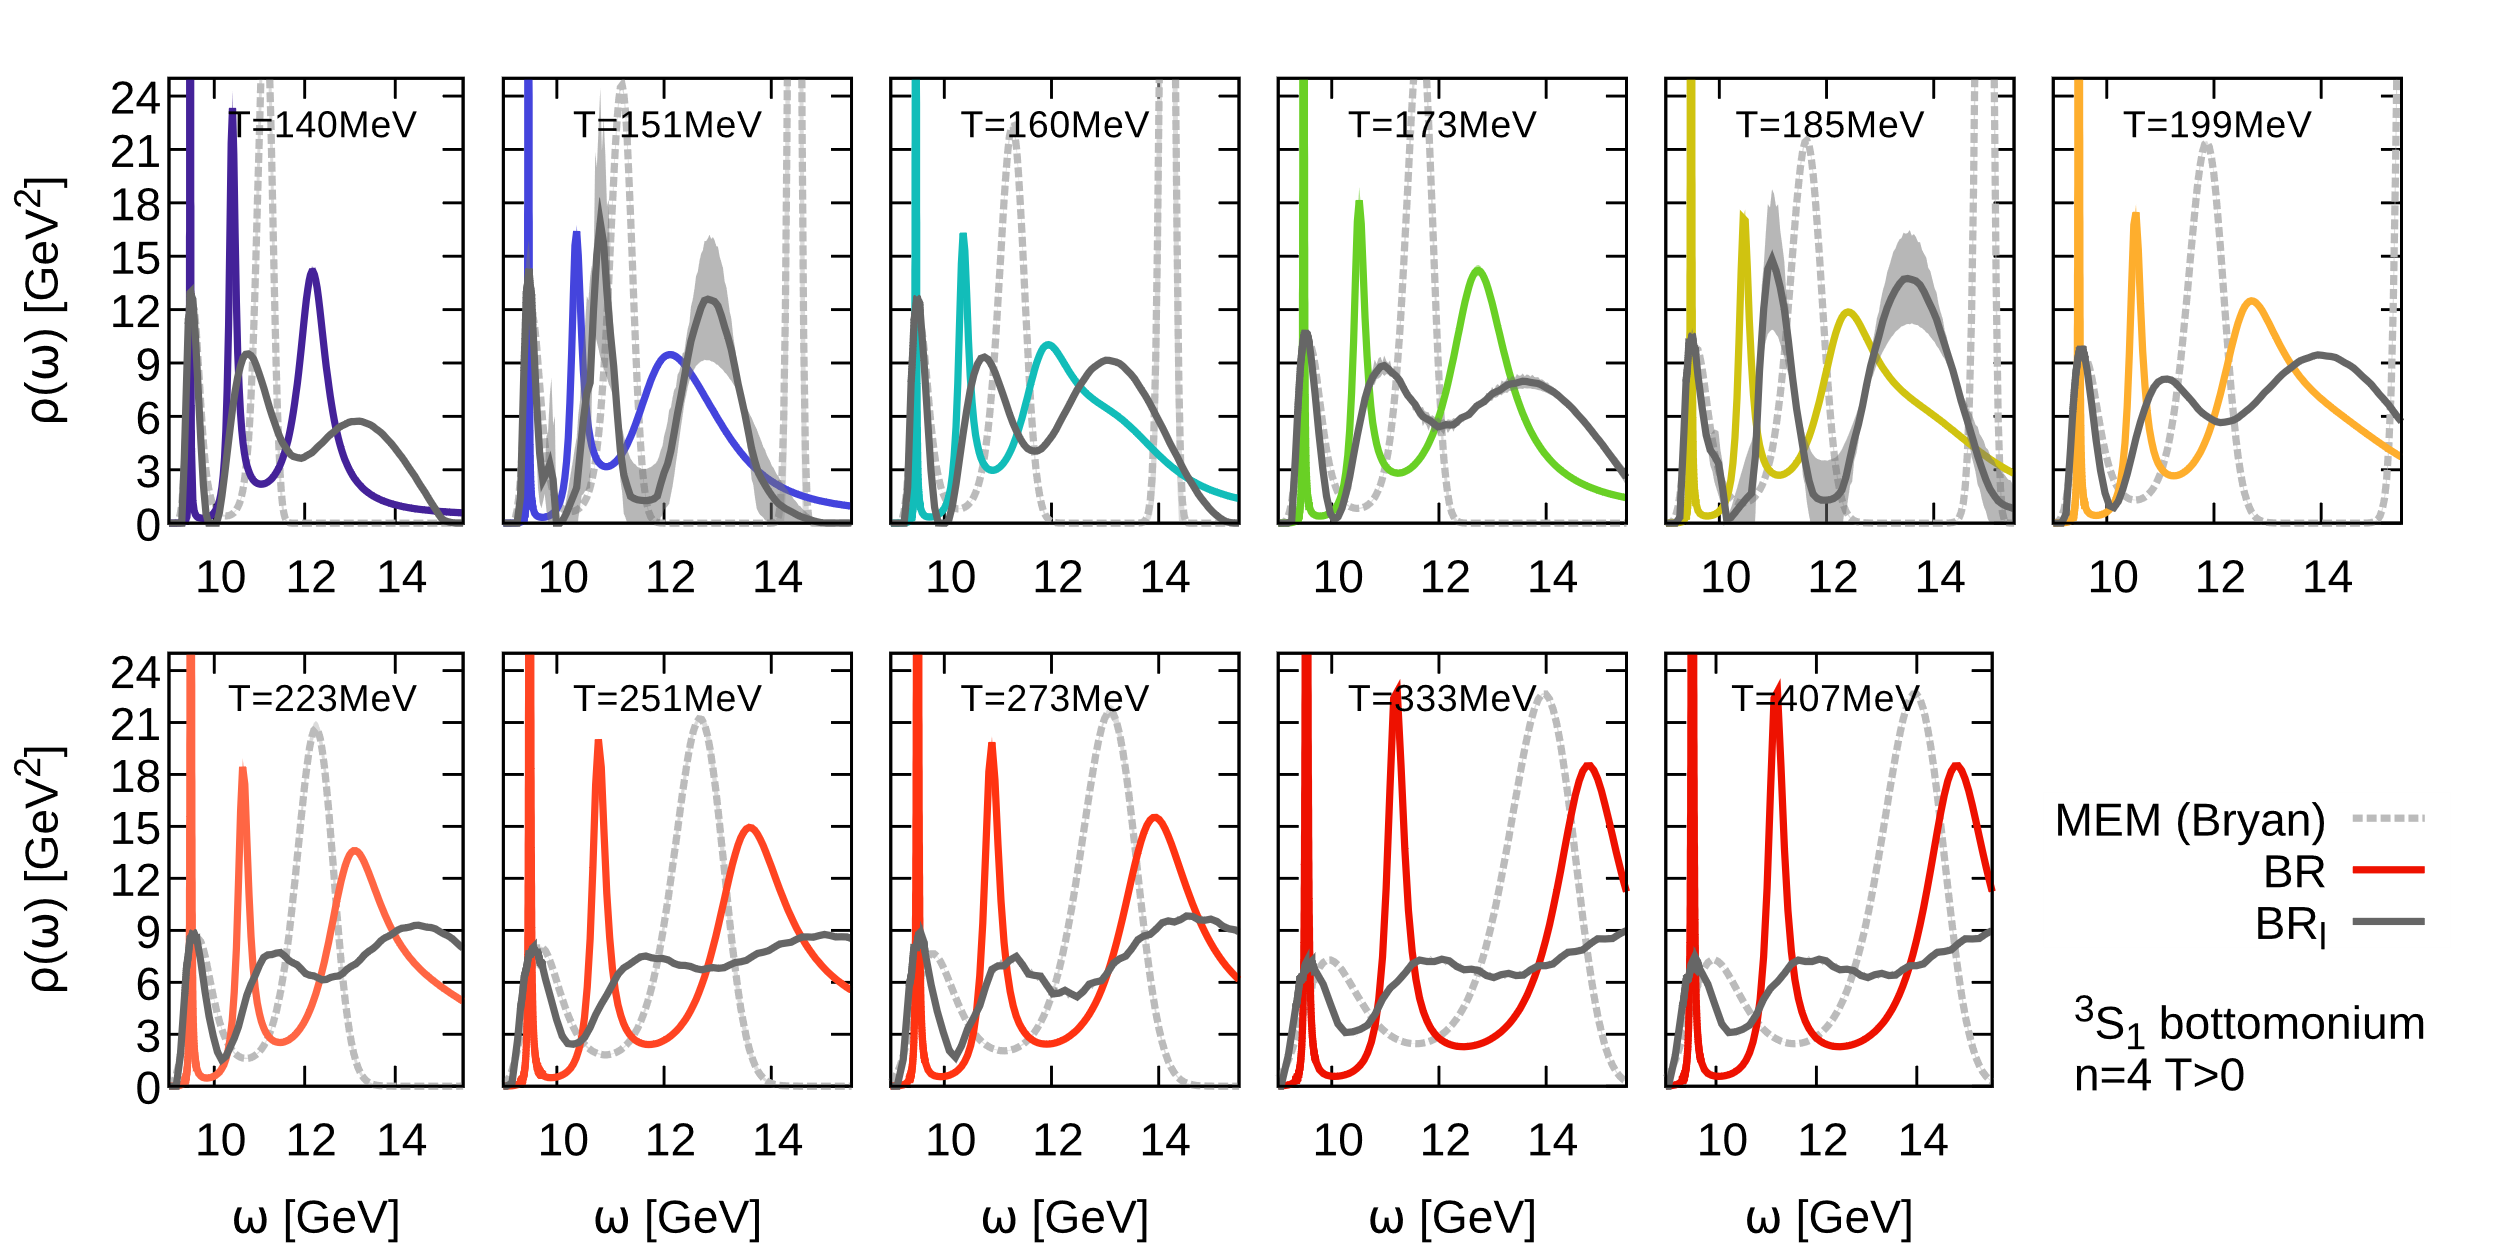 T=140MeV T=151MeV T=160MeV T=173MeV T=185MeV T=199MeV
24
21
18
15
12
9
6
3
0
ρ(ω) [GeV²]
10 12 14 10 12 14 10 12 14 10 12 14 10 12 14 10 12 14
T=223MeV T=251MeV T=273MeV T=333MeV T=407MeV
24
21
18
15
12
9
6
3
0
ρ(ω) [GeV²]
MEM (Bryan)
BR
BR_l
³S₁ bottomonium
n=4 T>0
10 12 14 10 12 14 10 12 14 10 12 14 10 12 14
ω [GeV] ω [GeV] ω [GeV] ω [GeV] ω [GeV]